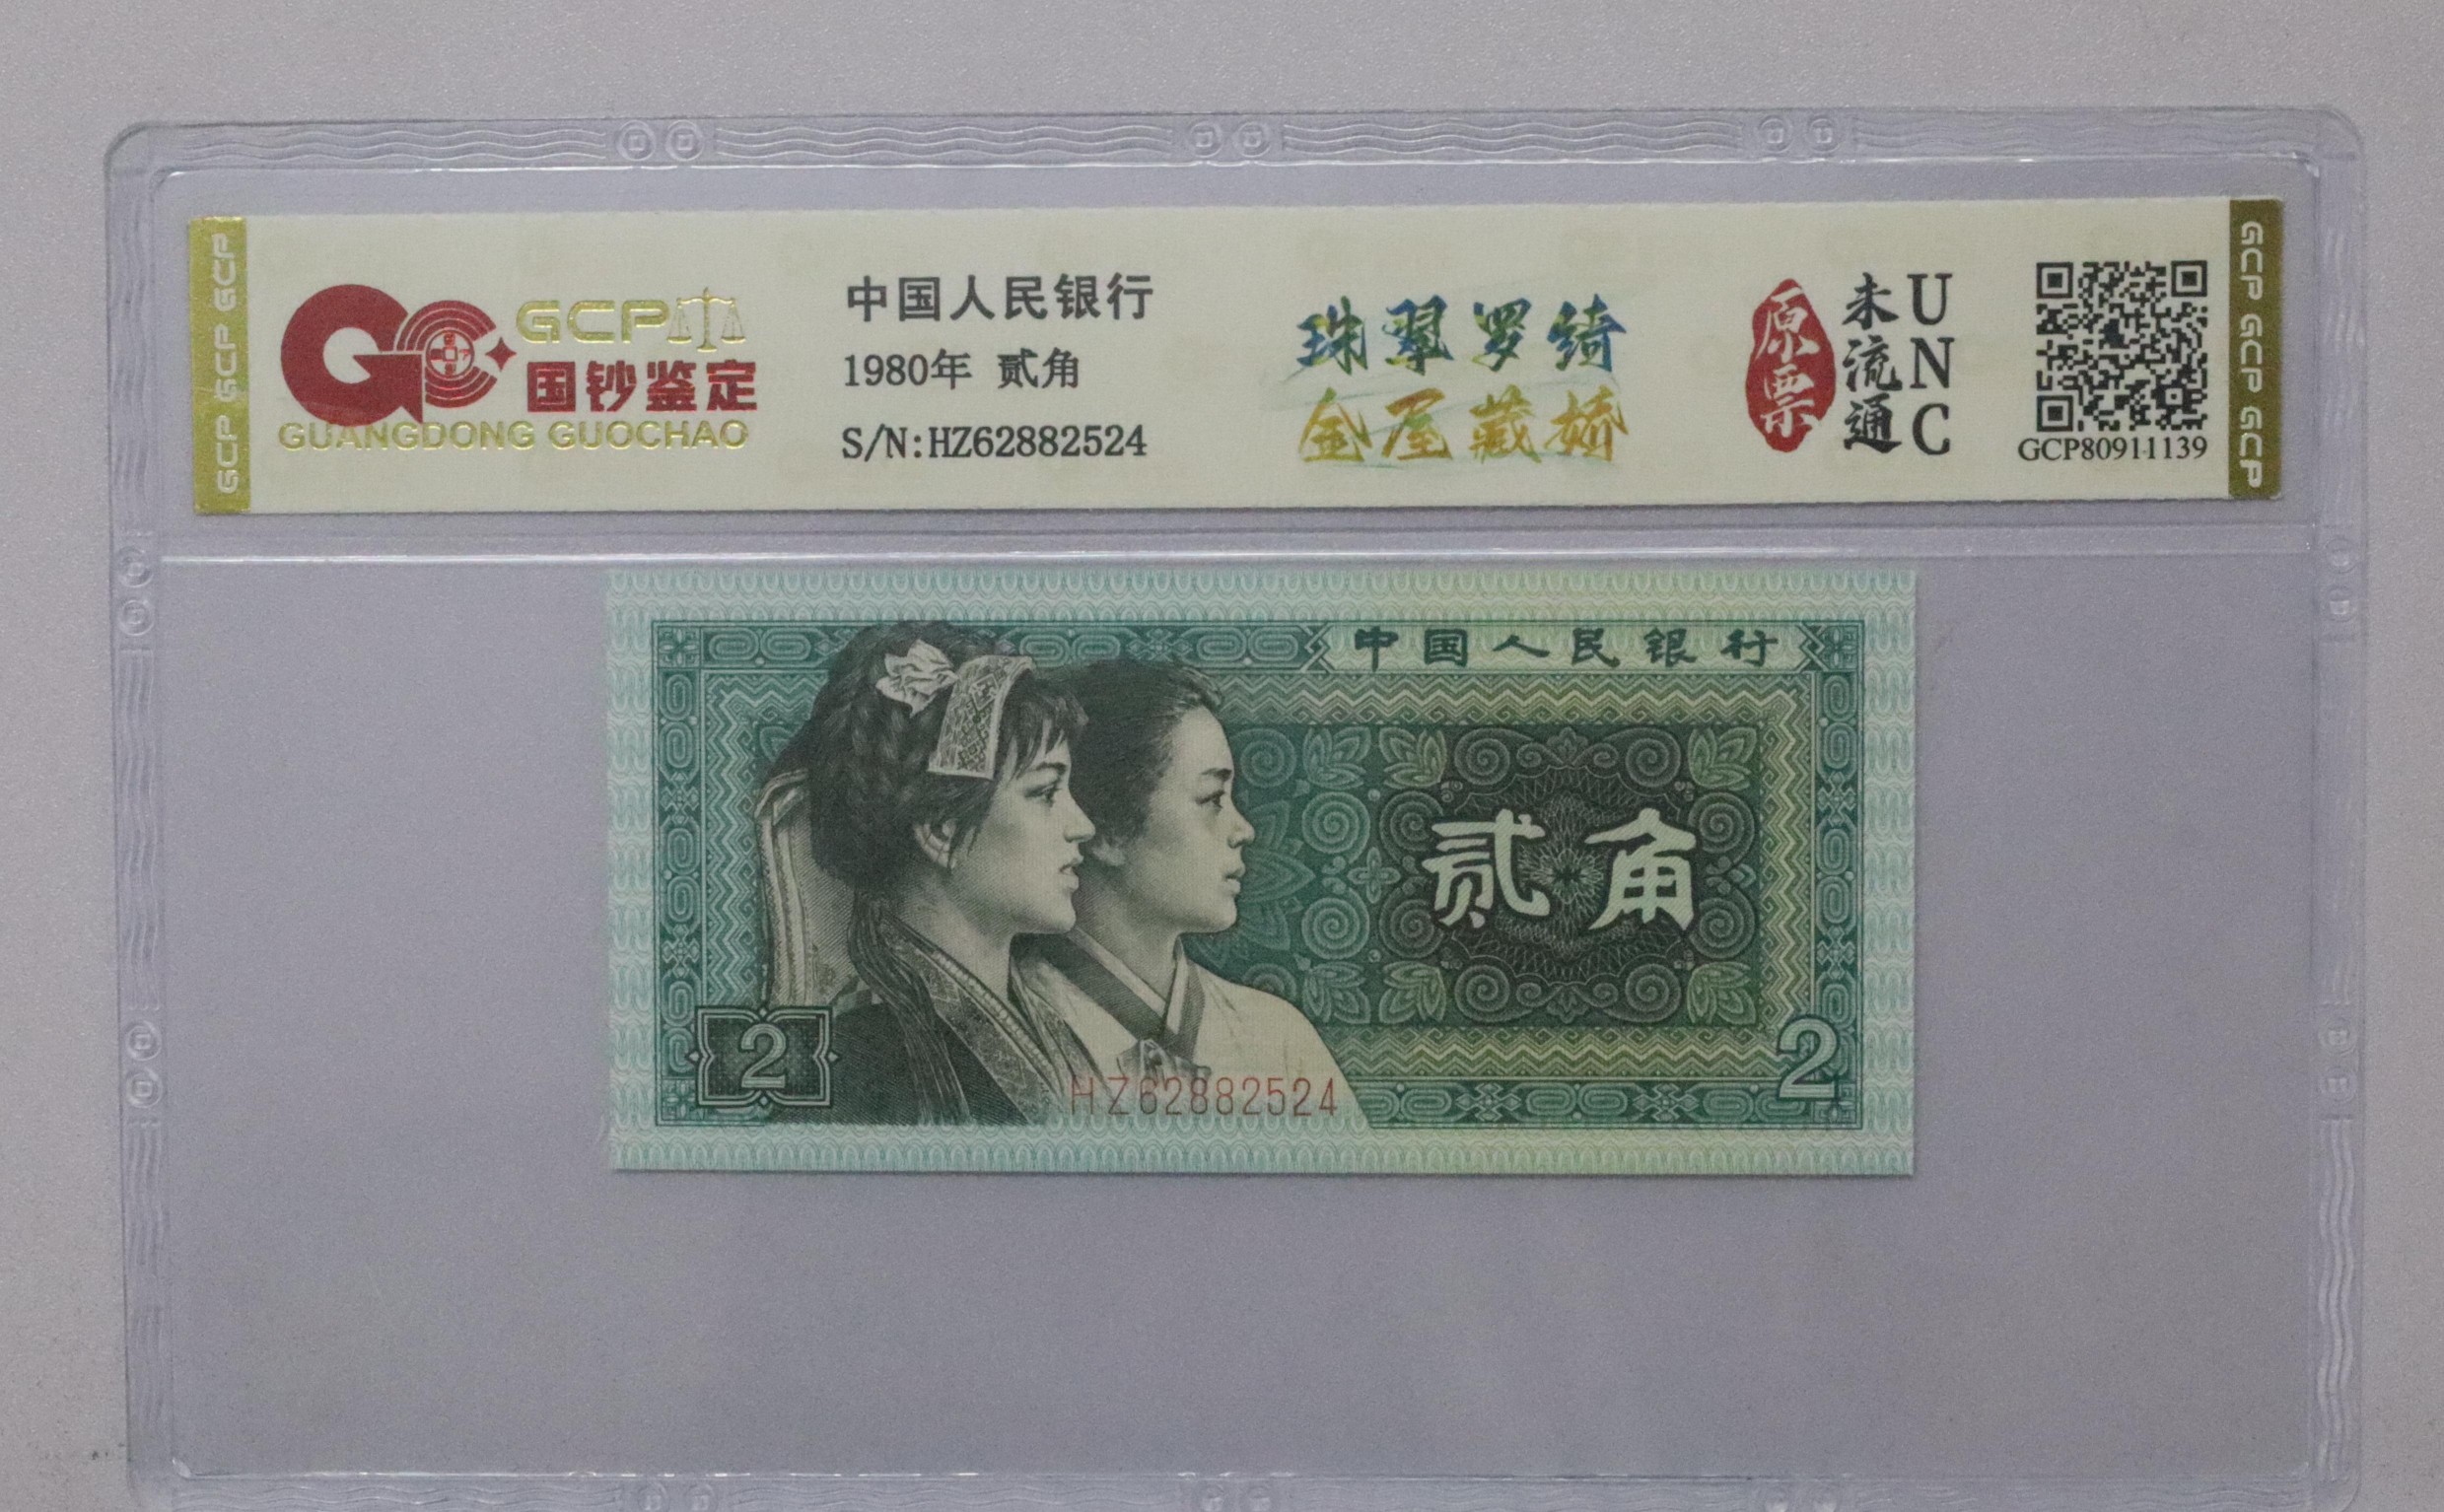 GCP GCP GCP
GCP
国钞鉴定
GUANGDONG GUOCHAO
中国人民银行
1980年 贰角
S/N:HZ62882524
珠翠罗绮
金屋藏娇
原票
未流通
UNC
GCP80911139
GCP GCP GCP
中国人民银行
贰角
2
HZ62882524
2